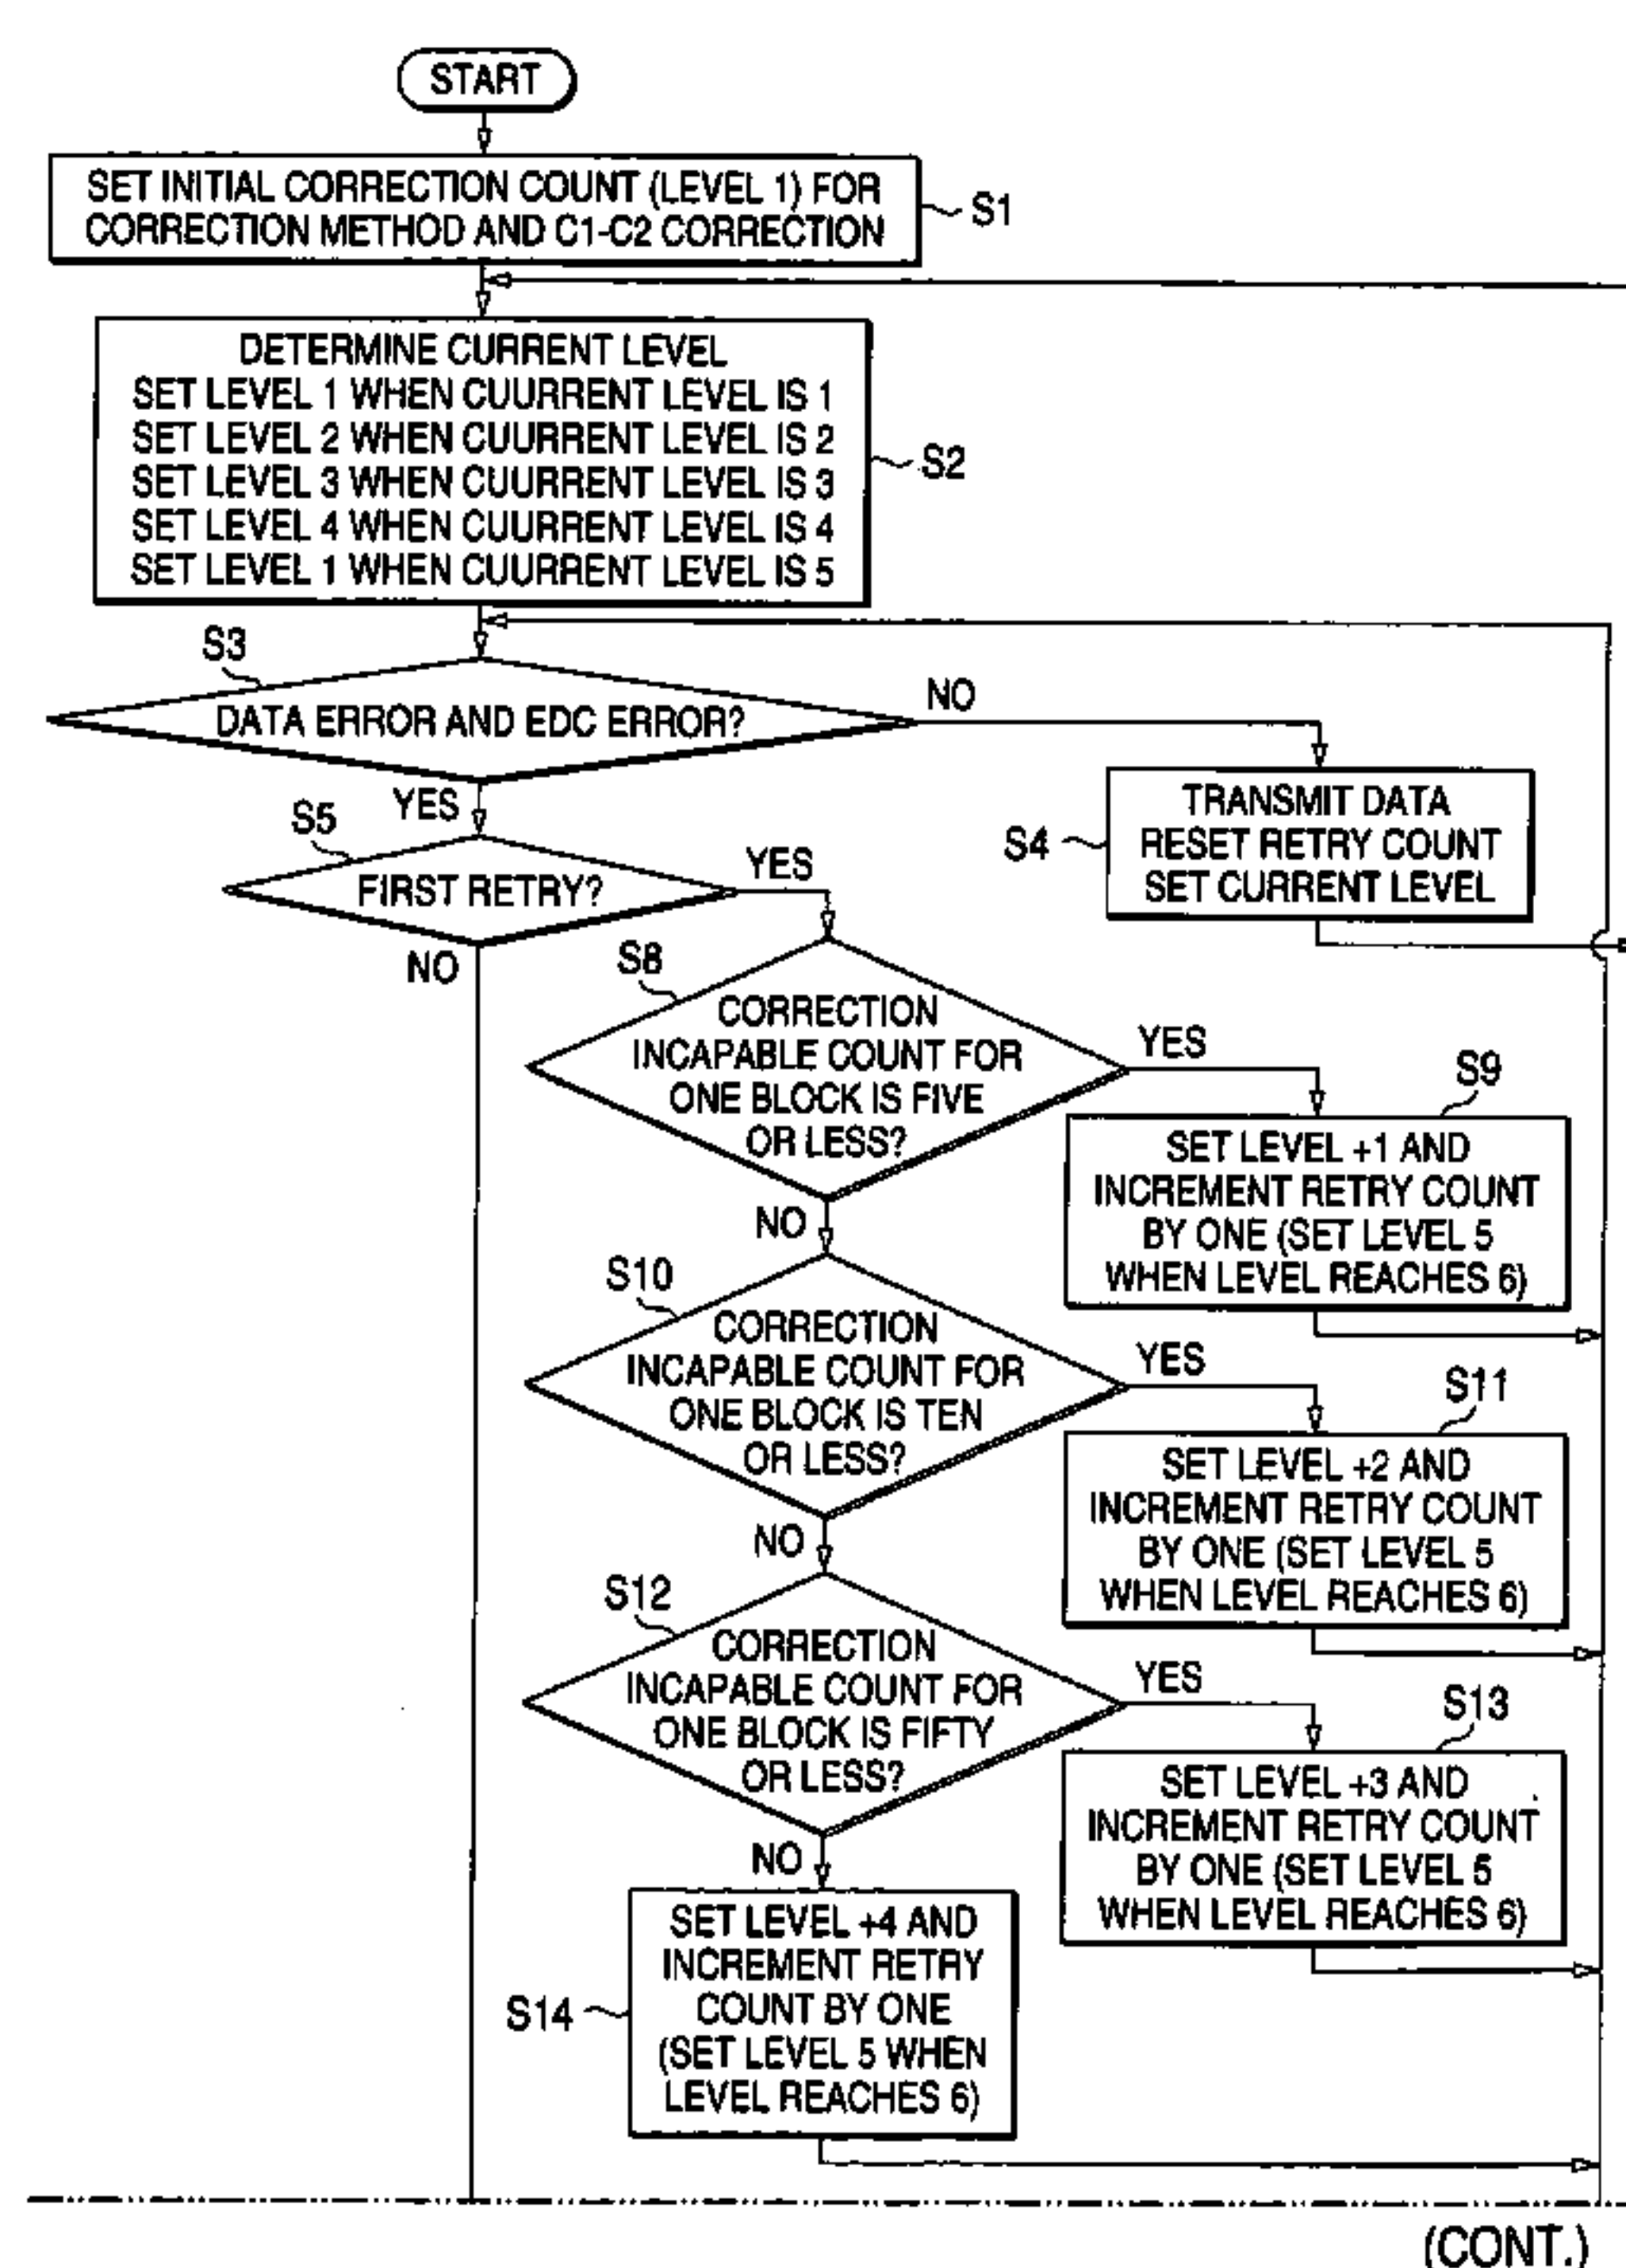 START
SET INITIAL CORRECTION COUNT (LEVEL 1) FOR
CORRECTION METHOD AND C1-C2 CORRECTION
S1
DETERMINE CURRENT LEVEL
SET LEVEL 1 WHEN CUURRENT LEVEL IS 1
SET LEVEL 2 WHEN CUURRENT LEVEL IS 2
SET LEVEL 3 WHEN CUURRENT LEVEL IS 3
SET LEVEL 4 WHEN CUURRENT LEVEL IS 4
SET LEVEL 1 WHEN CUURRENT LEVEL IS 5
S2
S3
DATA ERROR AND EDC ERROR?
NO
YES
S4
TRANSMIT DATA
RESET RETRY COUNT
SET CURRENT LEVEL
S5
FIRST RETRY?
YES
NO
S8
CORRECTION
INCAPABLE COUNT FOR
ONE BLOCK IS FIVE
OR LESS?
YES
NO
S9
SET LEVEL +1 AND
INCREMENT RETRY COUNT
BY ONE (SET LEVEL 5
WHEN LEVEL REACHES 6)
S10
CORRECTION
INCAPABLE COUNT FOR
ONE BLOCK IS TEN
OR LESS?
YES
NO
S11
SET LEVEL +2 AND
INCREMENT RETRY COUNT
BY ONE (SET LEVEL 5
WHEN LEVEL REACHES 6)
S12
CORRECTION
INCAPABLE COUNT FOR
ONE BLOCK IS FIFTY
OR LESS?
YES
NO
S13
SET LEVEL +3 AND
INCREMENT RETRY COUNT
BY ONE (SET LEVEL 5
WHEN LEVEL REACHES 6)
S14
SET LEVEL +4 AND
INCREMENT RETRY
COUNT BY ONE
(SET LEVEL 5 WHEN
LEVEL REACHES 6)
(CONT.)